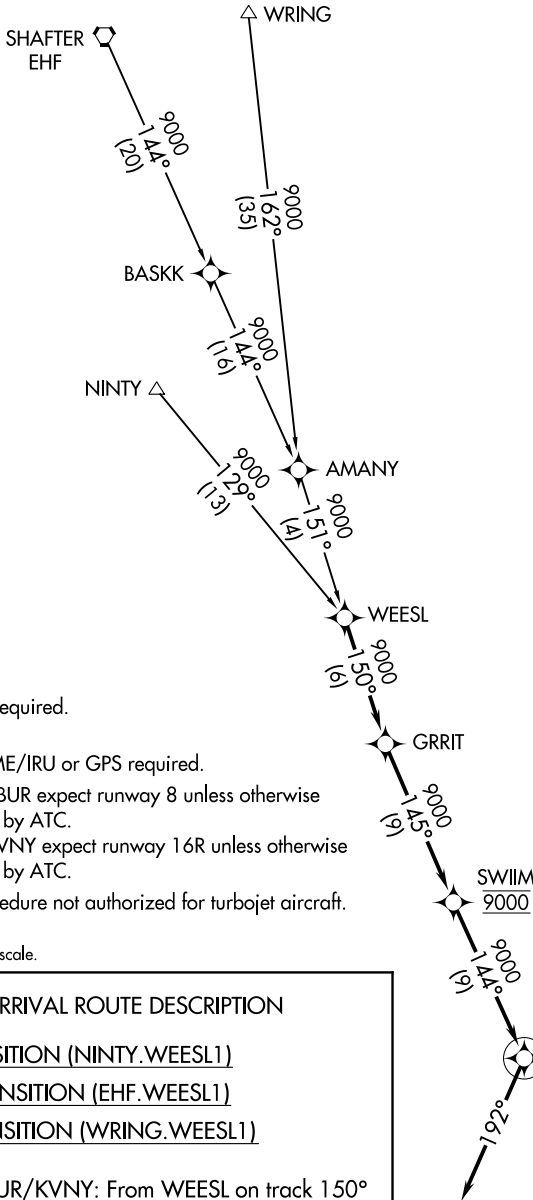 WRING
SHAFTER
EHF
9000
144°
(20)
9000
162°
(35)
BASKK
9000
144°
(16)
NINTY
AMANY
9000
129°
(13)
9000
151°
(4)
WEESL
9000
150°
(6)
GRRIT
9000
145°
(9)
SWIIM
9000
9000
144°
(9)
192°
equired.
ME/IRU or GPS required.
BUR expect runway 8 unless otherwise
by ATC.
VNY expect runway 16R unless otherwise
by ATC.
edure not authorized for turbojet aircraft.
scale.
RRIVAL ROUTE DESCRIPTION
SITION (NINTY.WEESL1)
NSITION (EHF.WEESL1)
NSITION (WRING.WEESL1)
UR/KVNY: From WEESL on track 150°